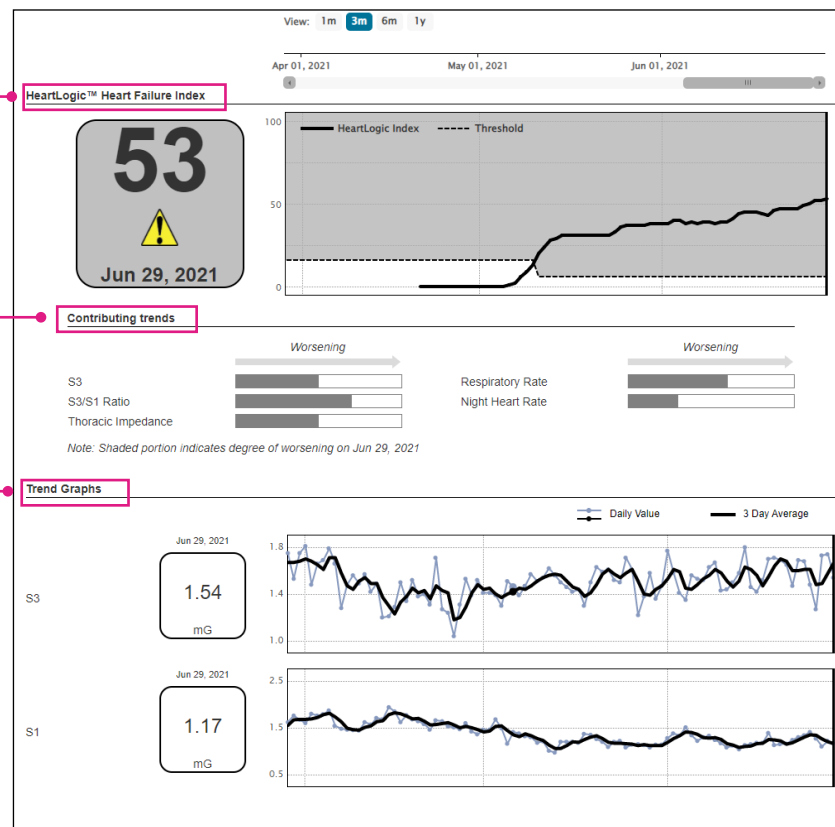 View: 1m 3m 6m 1y
Apr 01, 2021 May 01, 2021 Jun 01, 2021
HeartLogic™ Heart Failure Index
53
Jun 29, 2021
100
50
0
HeartLogic Index Threshold
Contributing trends
Worsening Worsening
S3 Respiratory Rate
S3/S1 Ratio Night Heart Rate
Thoracic Impedance
Note: Shaded portion indicates degree of worsening on Jun 29, 2021
Trend Graphs
Daily Value 3 Day Average
S3
Jun 29, 2021
1.54
mG
1.8
1.4
1.0
S1
Jun 29, 2021
1.17
mG
2.5
1.5
0.5